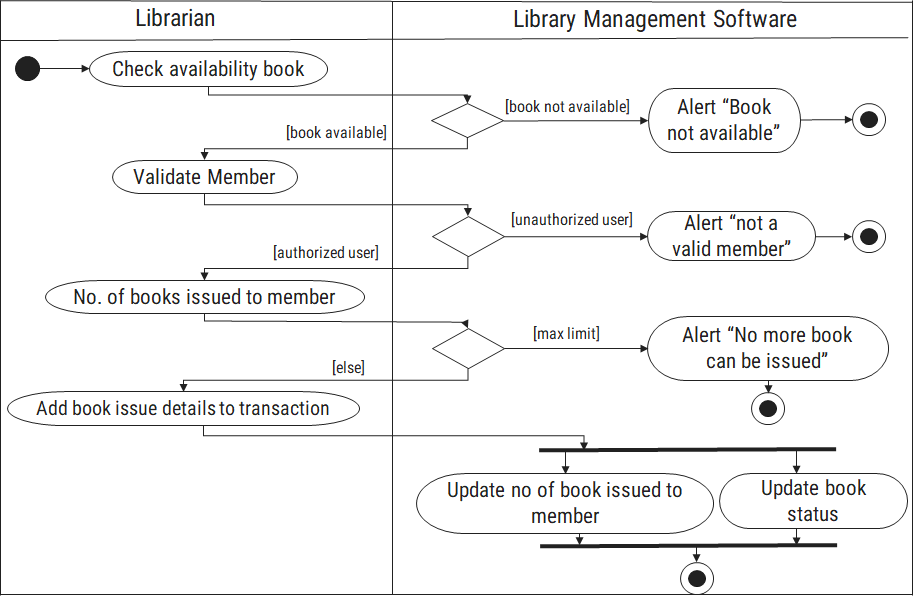 Librarian
Library Management Software
Check availability book
[book not available]
Alert “Book
not available”
[book available]
Validate Member
[unauthorized user]
Alert “not a
valid member”
[authorized user]
No. of books issued to member
[max limit]
Alert “No more book
can be issued”
[else]
Add book issue details to transaction
Update no of book issued to
member
Update book
status